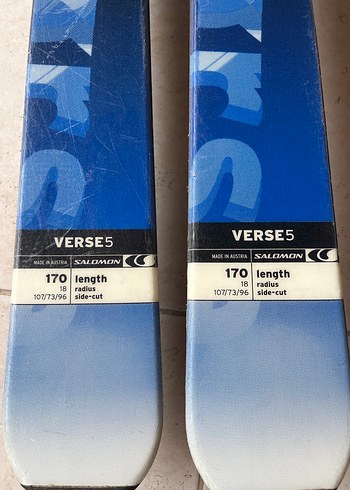 VERSE5
MADE IN AUSTRIA SALOMON
170 length
18 radius
107/73/96 side-cut
VERSE5
MADE IN AUSTRIA SALOMON
170 length
18 radius
107/73/96 side-cut